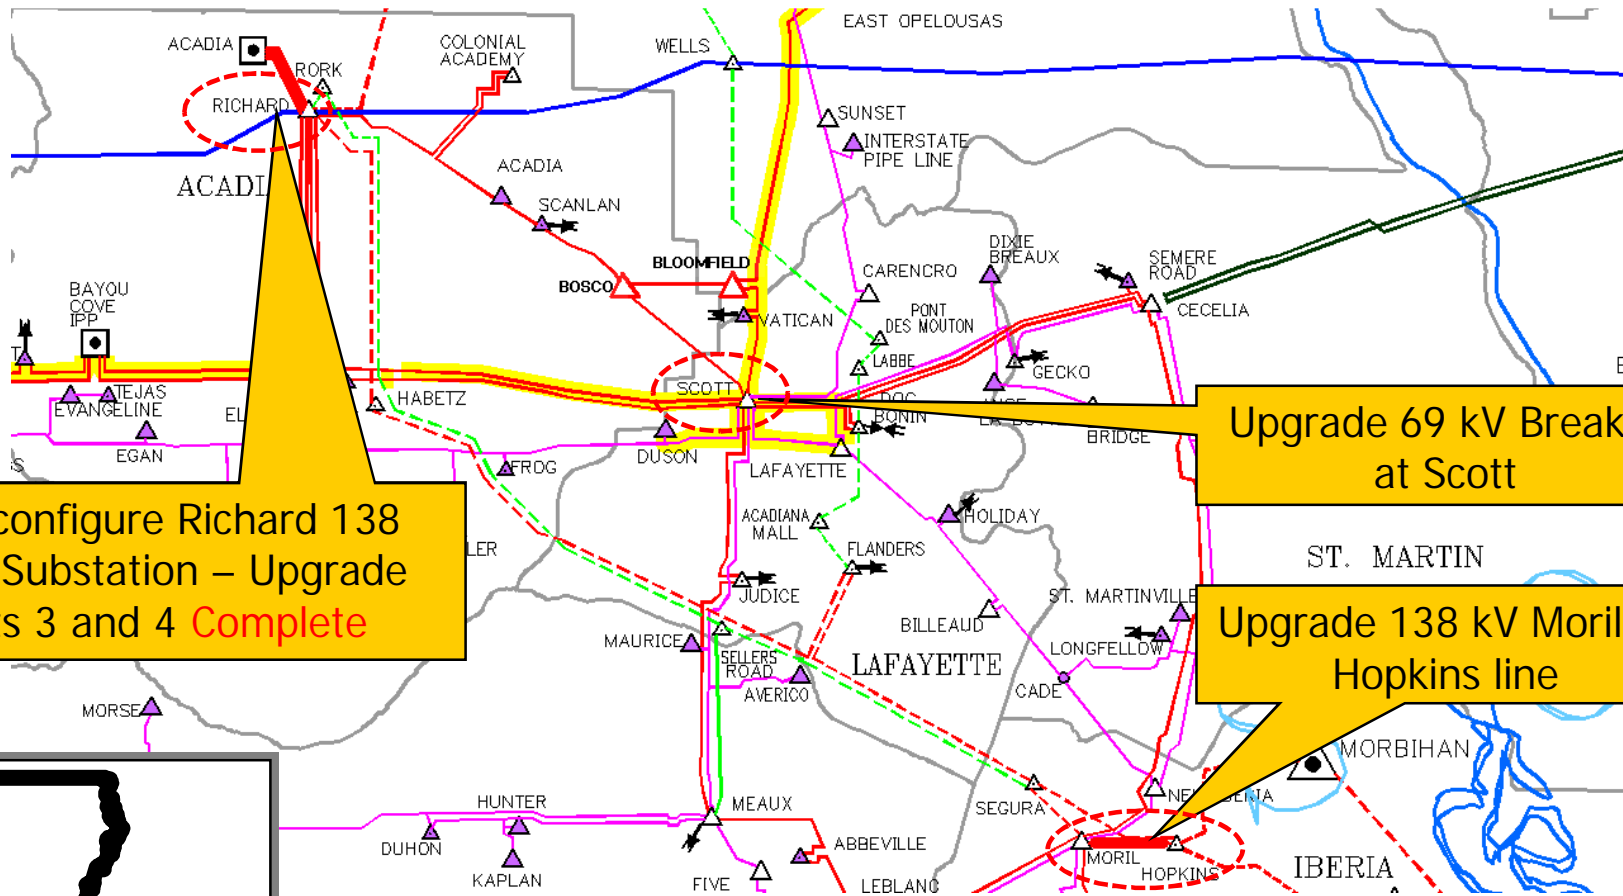 EAST OPELOUSAS
ACADIA
COLONIAL
ACADEMY
WELLS
RORK
RICHARD
SUNSET
INTERSTATE
PIPE LINE
ACADIA
SCANLAN
DIXIE
BREAUX
SEMERE
ROAD
BLOOMFIELD
BOSCO
CARENCRO
PONT
DES MOUTON
CECELIA
BAYOU
COVE
IPP
VATICAN
LABBE
GECKO
SCOTT
TEJAS
EVANGELINE
HABETZ
BONIN
BRIDGE
EGAN
DUSON
LAFAYETTE
FROG
Upgrade 69 kV Break
at Scott
configure Richard 138
Substation – Upgrade
s 3 and 4 Complete
ACADIANA
MALL
HOLIDAY
FLANDERS
ST. MARTIN
JUDICE
ST. MARTINVILLE
BILLEAUD
MAURICE
SELLERS
ROAD
LAFAYETTE
LONGFELLOW
CADE
AVERICO
Upgrade 138 kV Moril
Hopkins line
MORSE
MORBIHAN
SEGURA
HUNTER
MEAUX
DUHON
ABBEVILLE
MORIL
HOPKINS
IBERIA
KAPLAN
FIVE
LEBLANC